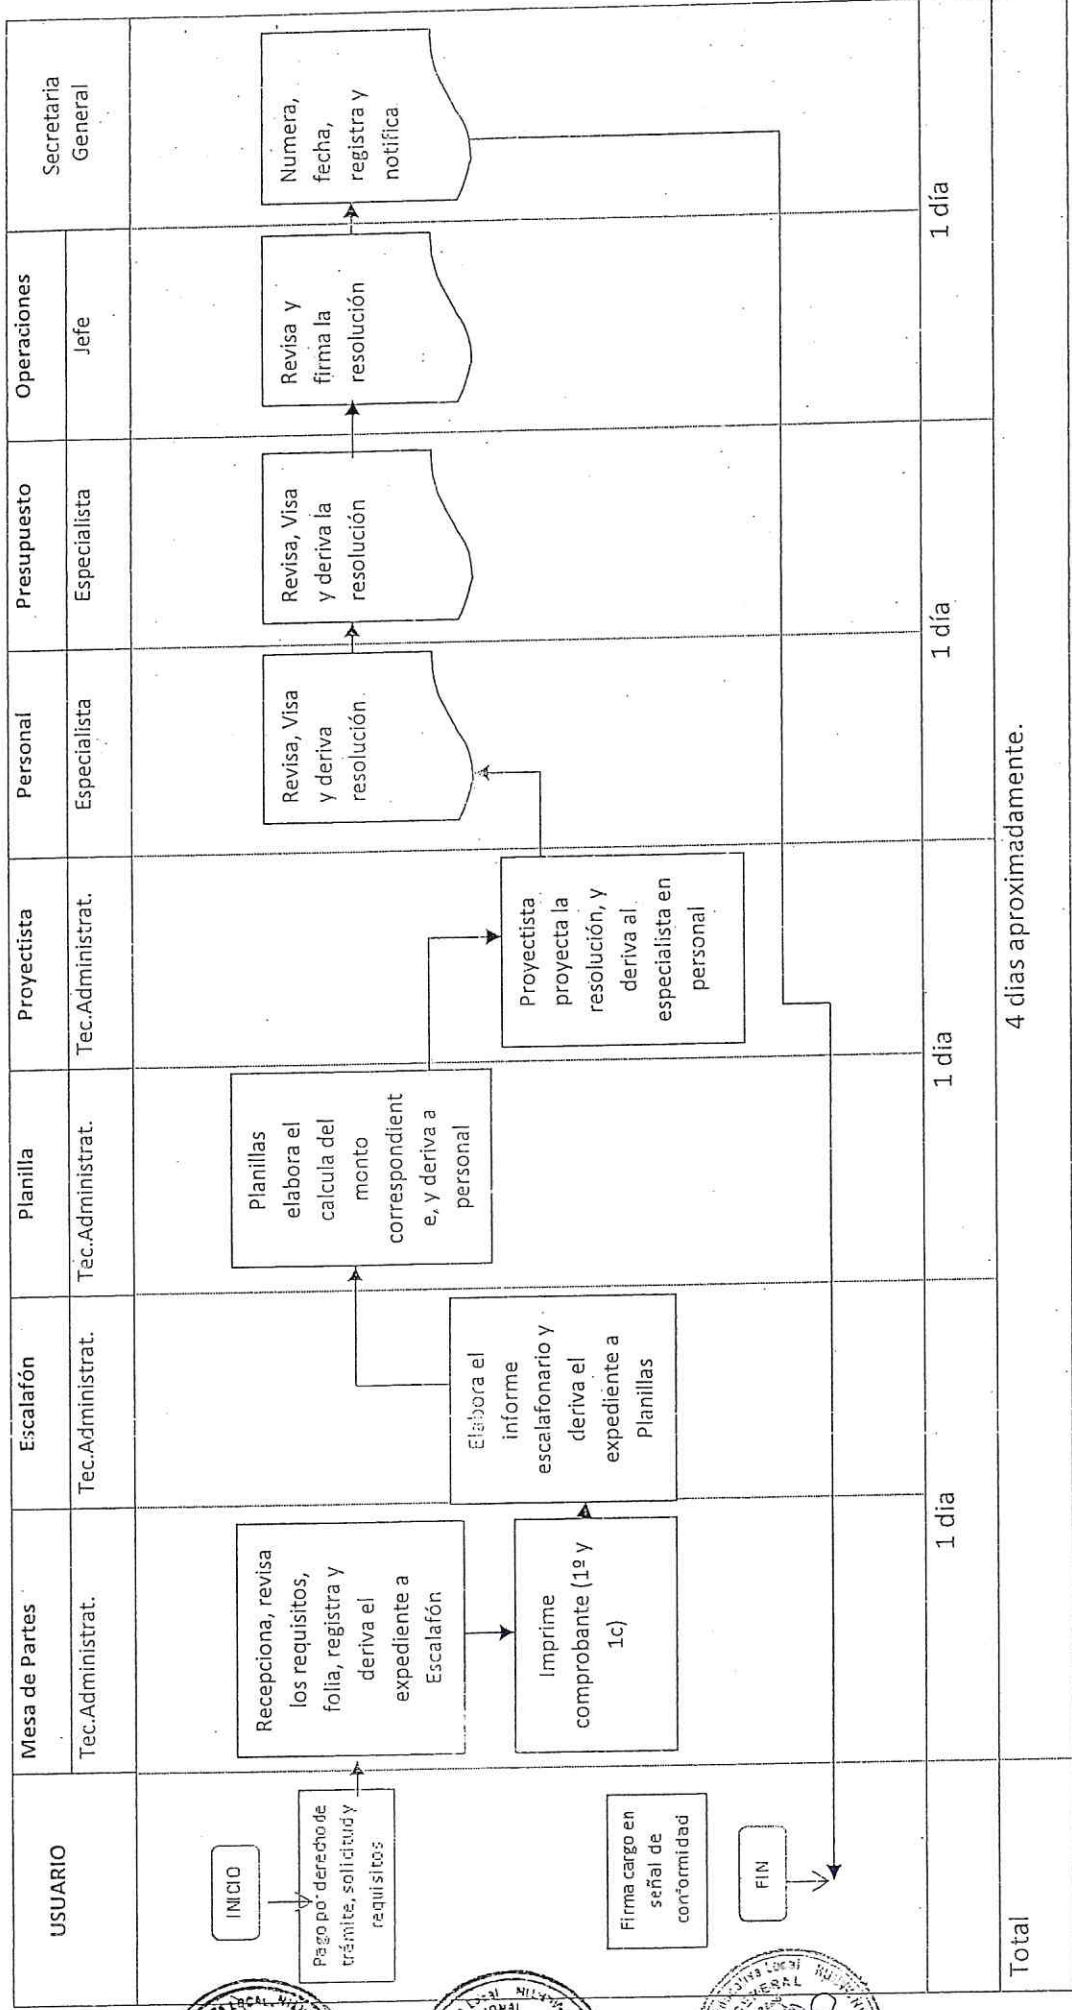 USUARIO
Mesa de Partes
Escalafón
Planilla
Proyectista
Personal
Presupuesto
Operaciones
Secretaria
General
Tec.Administrat.
Tec.Administrat.
Tec.Administrat.
Tec.Administrat.
Especialista
Especialista
Jefe
INICIO
Pago por derecho de
trámite, solicitud y
requisitos
Recepciona, revisa
los requisitos,
folia, registra y
deriva el
expediente a
Escalafón
Imprime
comprobante (1º y
1c)
Elabora el
informe
escalafonario y
deriva el
expediente a
Planillas
Planillas
elabora el
calcula del
monto
correspondient
e, y deriva a
personal
Proyectista
proyecta la
resolución, y
deriva al
especialista en
personal
Revisa, Visa
y deriva
resolución.
Revisa, Visa
y deriva la
resolución
Revisa y
firma la
resolución
Numera,
fecha,
registra y
notifica
Firma cargo en
señal de
conformidad
FIN
1 dia
1 dia
1 día
1 día
Total
4 dias aproximadamente.